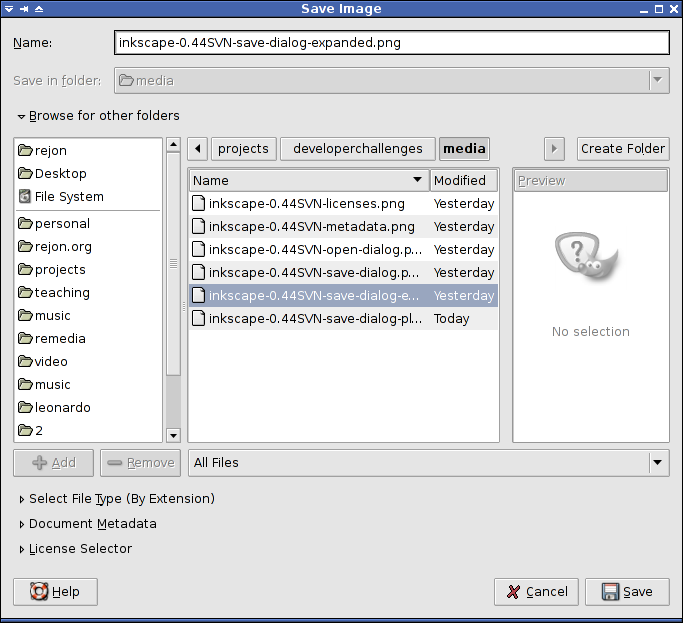 Save Image
Name: inkscape-0.44SVN-save-dialog-expanded.png
Save in folder: media
Browse for other folders
rejon
Desktop
File System
personal
rejon.org
projects
teaching
music
remedia
video
music
leonardo
2
Add Remove
projects developerchallenges media Create Folder
Name Modified
inkscape-0.44SVN-licenses.png Yesterday
inkscape-0.44SVN-metadata.png Yesterday
inkscape-0.44SVN-open-dialog.p... Yesterday
inkscape-0.44SVN-save-dialog.p... Yesterday
inkscape-0.44SVN-save-dialog-e... Yesterday
inkscape-0.44SVN-save-dialog-pl... Today
Preview
?
No selection
All Files
Select File Type (By Extension)
Document Metadata
License Selector
Help Cancel Save